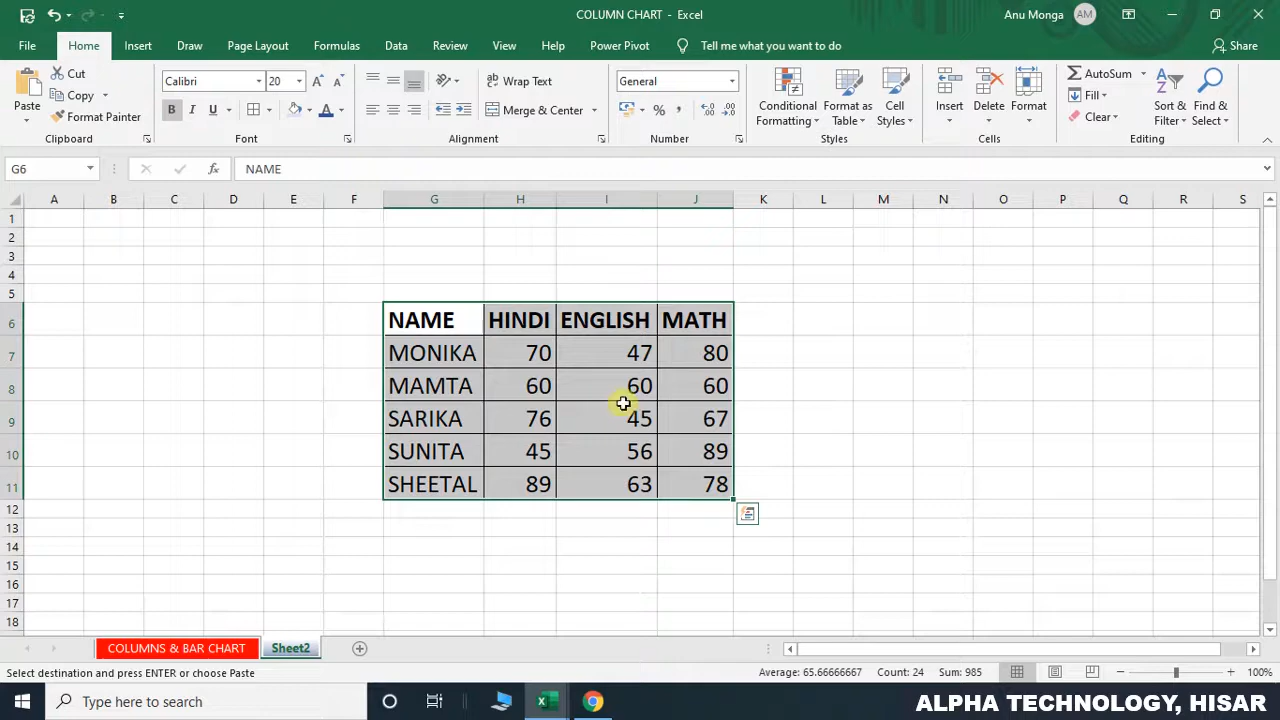 COLUMN CHART - Excel
Anu Monga AM
File Home Insert Draw Page Layout Formulas Data Review View Help Power Pivot Tell me what you want to do Share
Paste
Cut
Copy
Format Painter
Clipboard
Calibri 20
B I U
Font
Wrap Text
Merge & Center
Alignment
General
Number
Conditional Formatting
Format as Table
Cell Styles
Styles
Insert Delete Format
Cells
AutoSum
Fill
Clear
Sort & Filter
Find & Select
Editing
G6 fx NAME
A B C D E F G H I J K L M N O P Q R S
1
2
3
4
5
6 NAME HINDI ENGLISH MATH
7 MONIKA 70 47 80
8 MAMTA 60 60 60
9 SARIKA 76 45 67
10 SUNITA 45 56 89
11 SHEETAL 89 63 78
12
13
14
15
16
17
18
COLUMNS & BAR CHART Sheet2
Select destination and press ENTER or choose Paste Average: 65.66666667 Count: 24 Sum: 985 100%
Type here to search
ALPHA TECHNOLOGY, HISAR